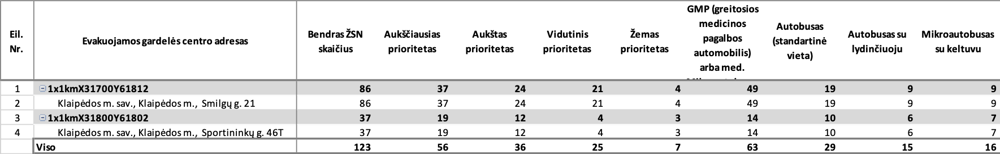 Eil. Nr. Evakuojamos gardelės centro adresas Bendras ŽSN skaičius Aukščiausias prioritetas Aukštas prioritetas Vidutinis prioritetas Žemas prioritetas GMP (greitosios medicinos pagalbos automobilis) arba med. Autobusas (standartinė vieta) Autobusas su lydinčiuoju Mikroautobusas su keltuvu
1 1x1kmX31700Y61812 86 37 24 21 4 49 19 9 9
2 Klaipėdos m. sav., Klaipėdos m., Smilgų g. 21 86 37 24 21 4 49 19 9 9
3 1x1kmX31800Y61802 37 19 12 4 3 14 10 6 7
4 Klaipėdos m. sav., Klaipėdos m., Sportininkų g. 46T 37 19 12 4 3 14 10 6 7
Viso 123 56 36 25 7 63 29 15 16